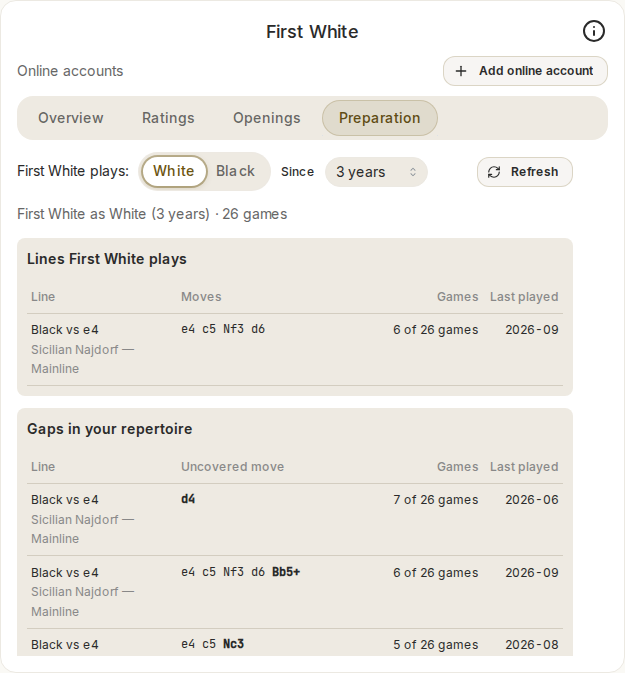 First White
Online accounts
Add online account
Overview Ratings Openings Preparation
First White plays: White Black Since 3 years Refresh
First White as White (3 years) · 26 games
Lines First White plays
Line Moves Games Last played
Black vs e4 e4 c5 Nf3 d6 6 of 26 games 2026-09
Sicilian Najdorf —
Mainline
Gaps in your repertoire
Line Uncovered move Games Last played
Black vs e4 d4 7 of 26 games 2026-06
Sicilian Najdorf —
Mainline
Black vs e4 e4 c5 Nf3 d6 Bb5+ 6 of 26 games 2026-09
Sicilian Najdorf —
Mainline
Black vs e4 e4 c5 Nc3 5 of 26 games 2026-08